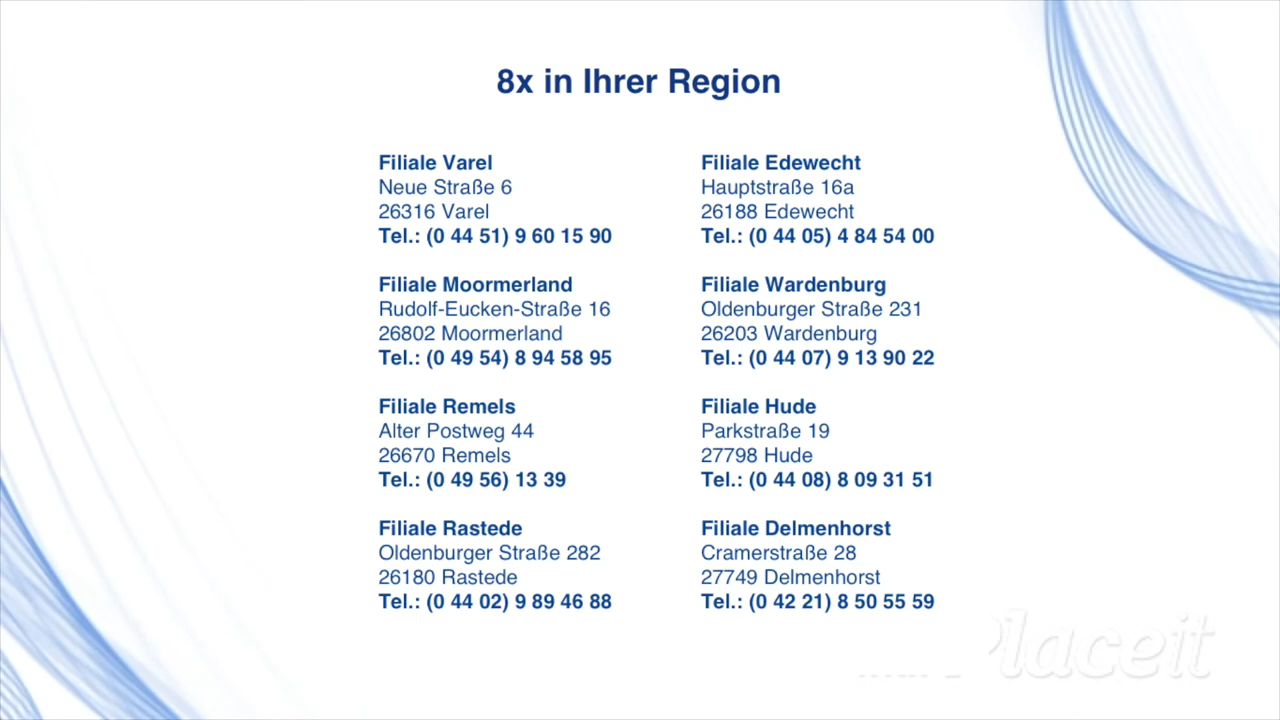 8x in Ihrer Region
Filiale Varel
Neue Straße 6
26316 Varel
Tel.: (0 44 51) 9 60 15 90
Filiale Moormerland
Rudolf-Eucken-Straße 16
26802 Moormerland
Tel.: (0 49 54) 8 94 58 95
Filiale Remels
Alter Postweg 44
26670 Remels
Tel.: (0 49 56) 13 39
Filiale Rastede
Oldenburger Straße 282
26180 Rastede
Tel.: (0 44 02) 9 89 46 88
Filiale Edewecht
Hauptstraße 16a
26188 Edewecht
Tel.: (0 44 05) 4 84 54 00
Filiale Wardenburg
Oldenburger Straße 231
26203 Wardenburg
Tel.: (0 44 07) 9 13 90 22
Filiale Hude
Parkstraße 19
27798 Hude
Tel.: (0 44 08) 8 09 31 51
Filiale Delmenhorst
Cramerstraße 28
27749 Delmenhorst
Tel.: (0 42 21) 8 50 55 59
Placeit